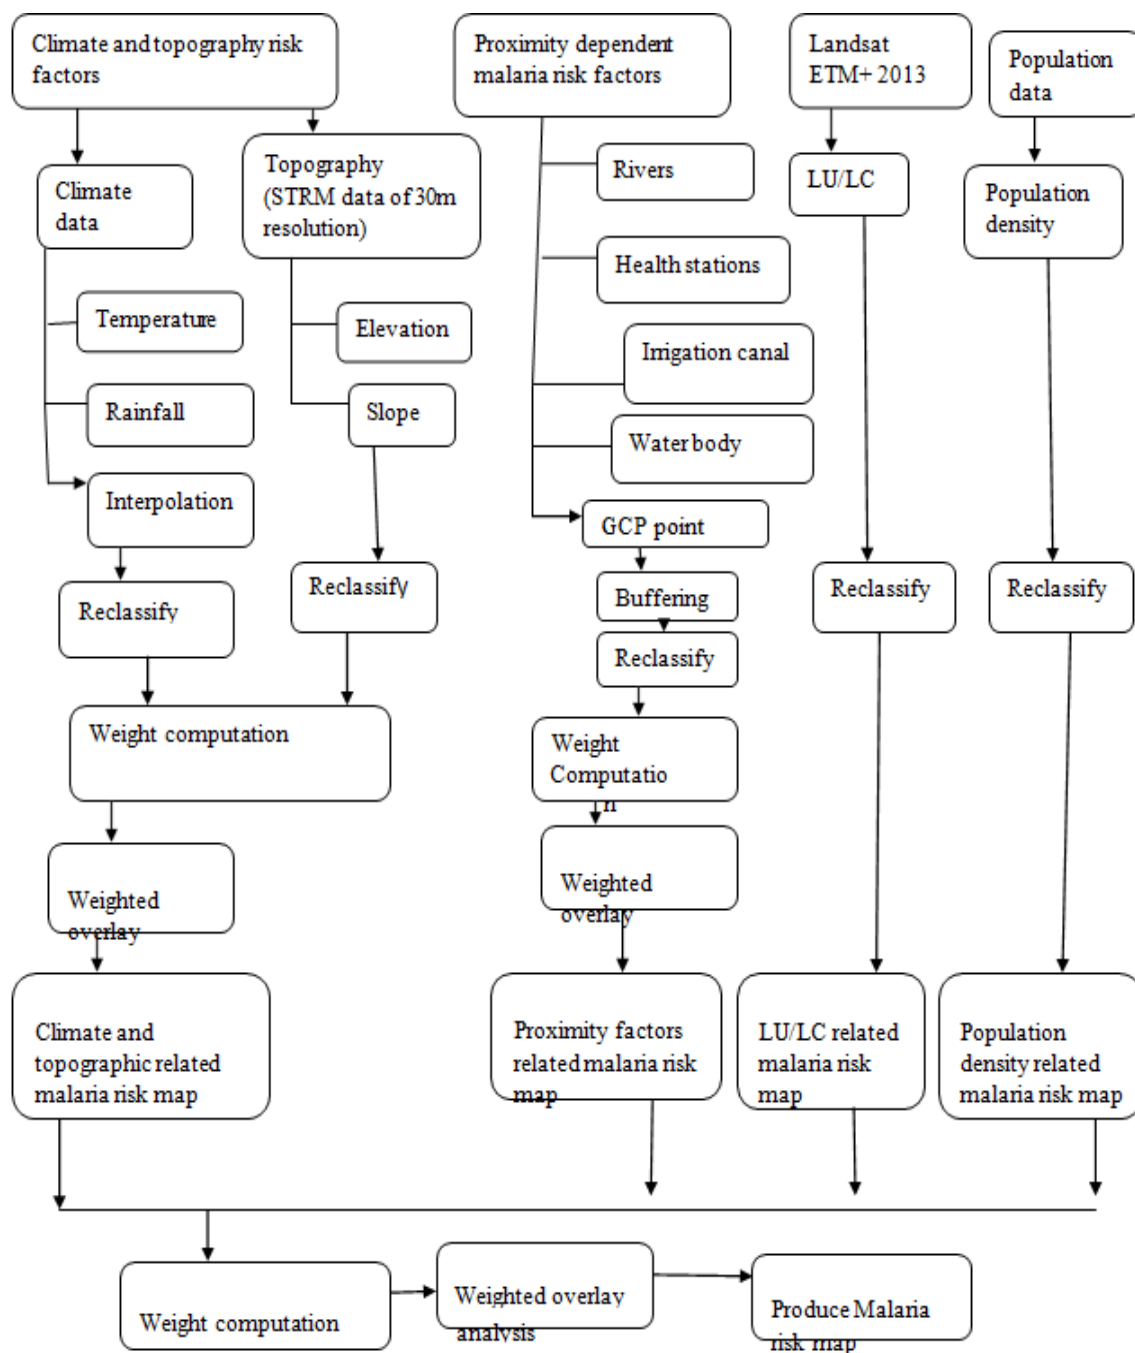 Climate and topography risk
factors
Proximity dependent
malaria risk factors
Landsat
ETM+ 2013
Population
data
Climate
data
Topography
(STRM data of 30m
resolution)
Rivers
LU/LC
Population
density
Health stations
Temperature
Elevation
Irrigation canal
Rainfall
Slope
Water body
Interpolation
GCP point
Reclassify
Reclassify
Buffering
Reclassify
Reclassify
Reclassify
Weight computation
Weight
Computatio
n
Weighted
overlay
Weighted
overlay
Climate and
topographic related
malaria risk map
Proximity factors
related malaria risk
map
LU/LC related
malaria risk
map
Population
density related
malaria risk map
Weight computation
Weighted overlay
analysis
Produce Malaria
risk map